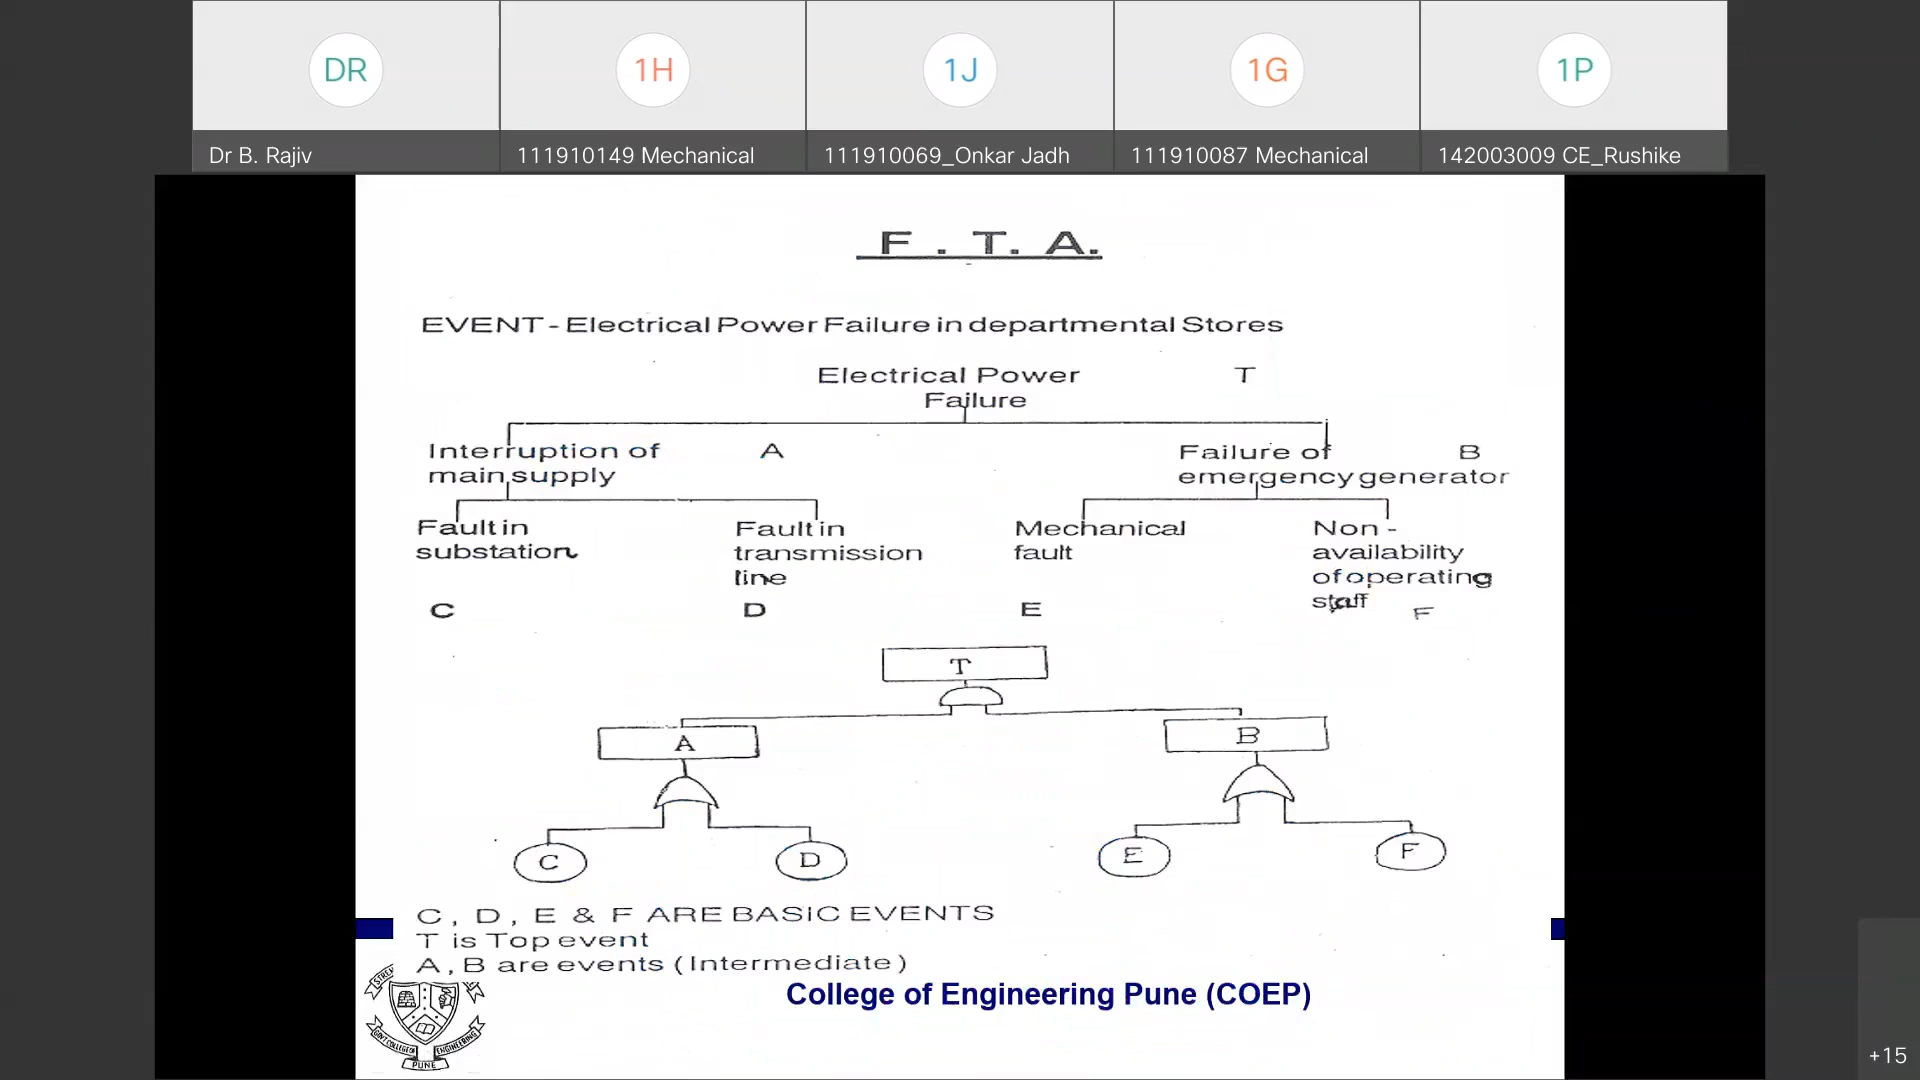 DR
1H
1J
1G
1P
Dr B. Rajiv
111910149 Mechanical
111910069_Onkar Jadh
111910087 Mechanical
142003009 CE_Rushike
F . T. A.
EVENT - Electrical Power Failure in departmental Stores
Electrical Power T
Failure
Interruption of A
main supply
Failure of B
emergency generator
Fault in
substation
C
Fault in
transmission
line
D
Mechanical
fault
E
Non -
availability
of operating
staff F
T
A
B
C
D
E
F
C, D, E & F ARE BASIC EVENTS
T is Top event
A, B are events (Intermediate)
College of Engineering Pune (COEP)
PUNE
+15